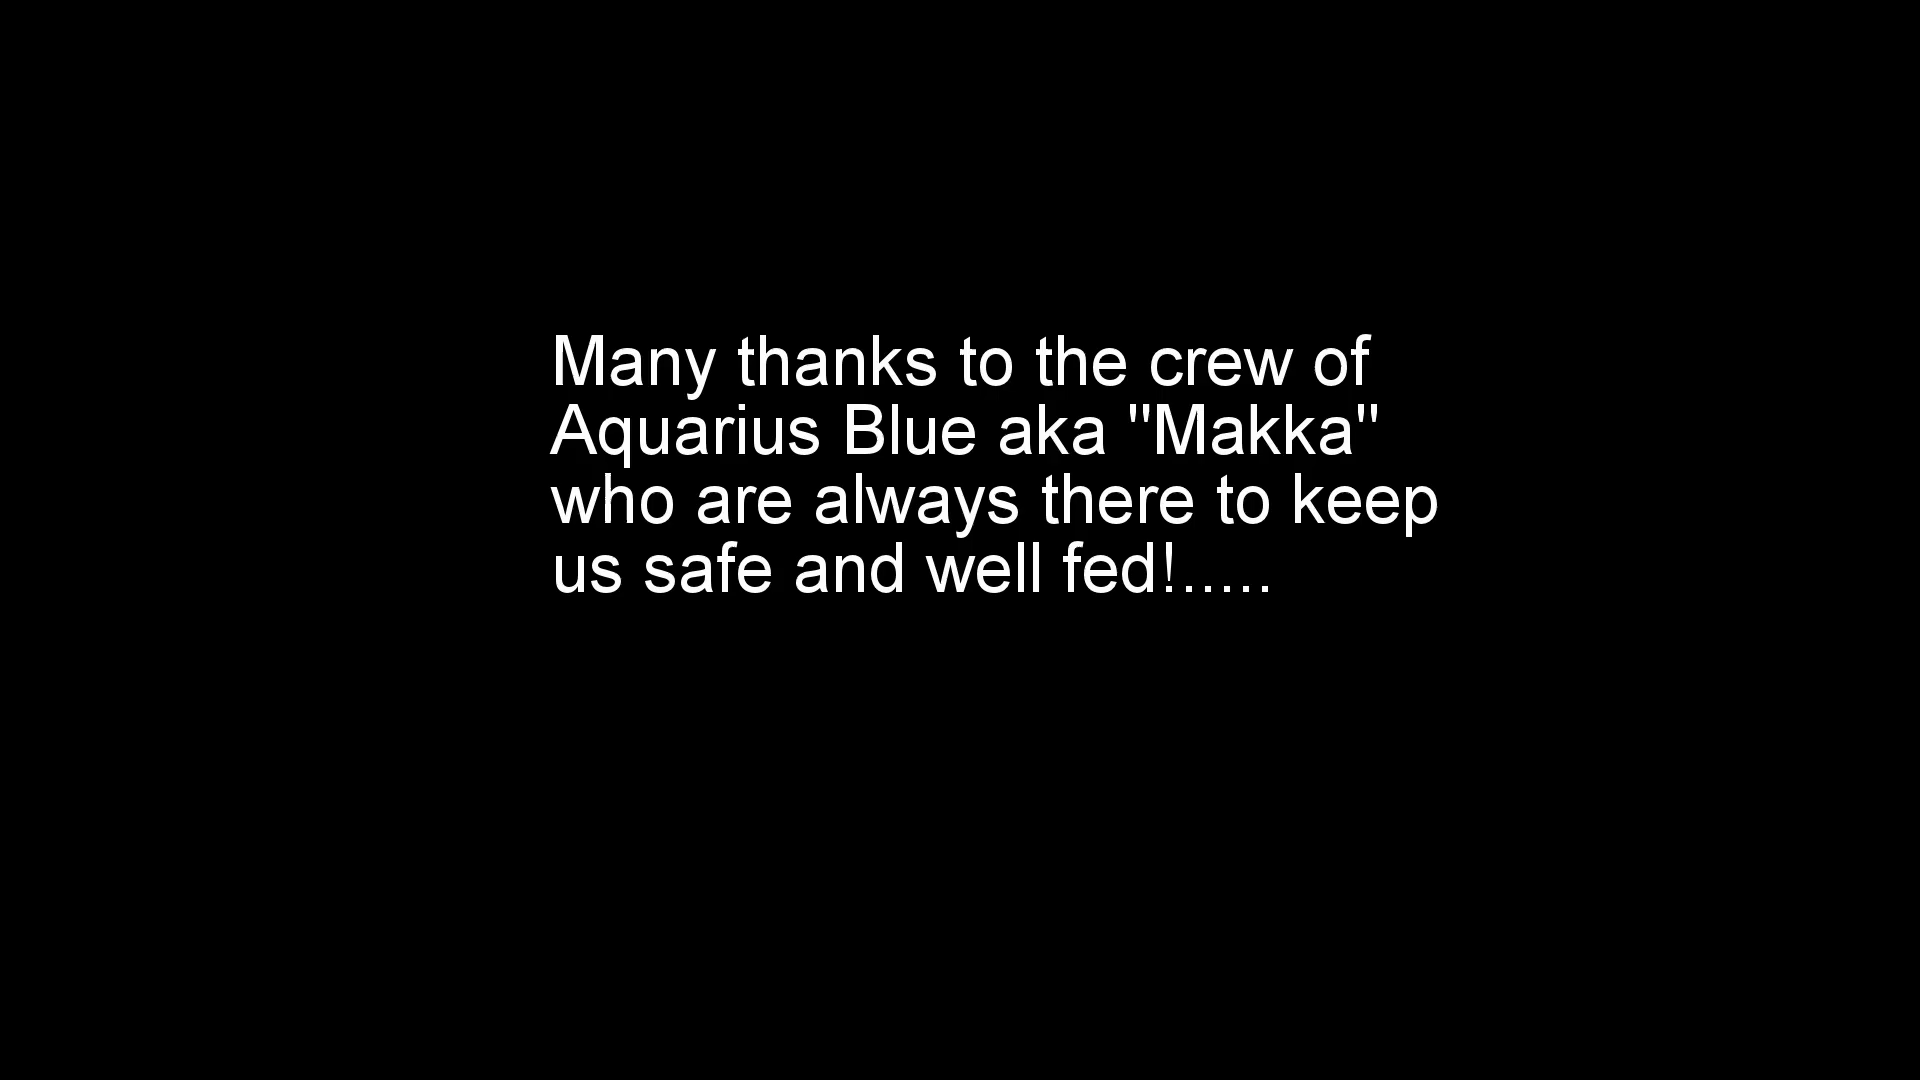 Many thanks to the crew of
Aquarius Blue aka "Makka"
who are always there to keep
us safe and well fed!.....